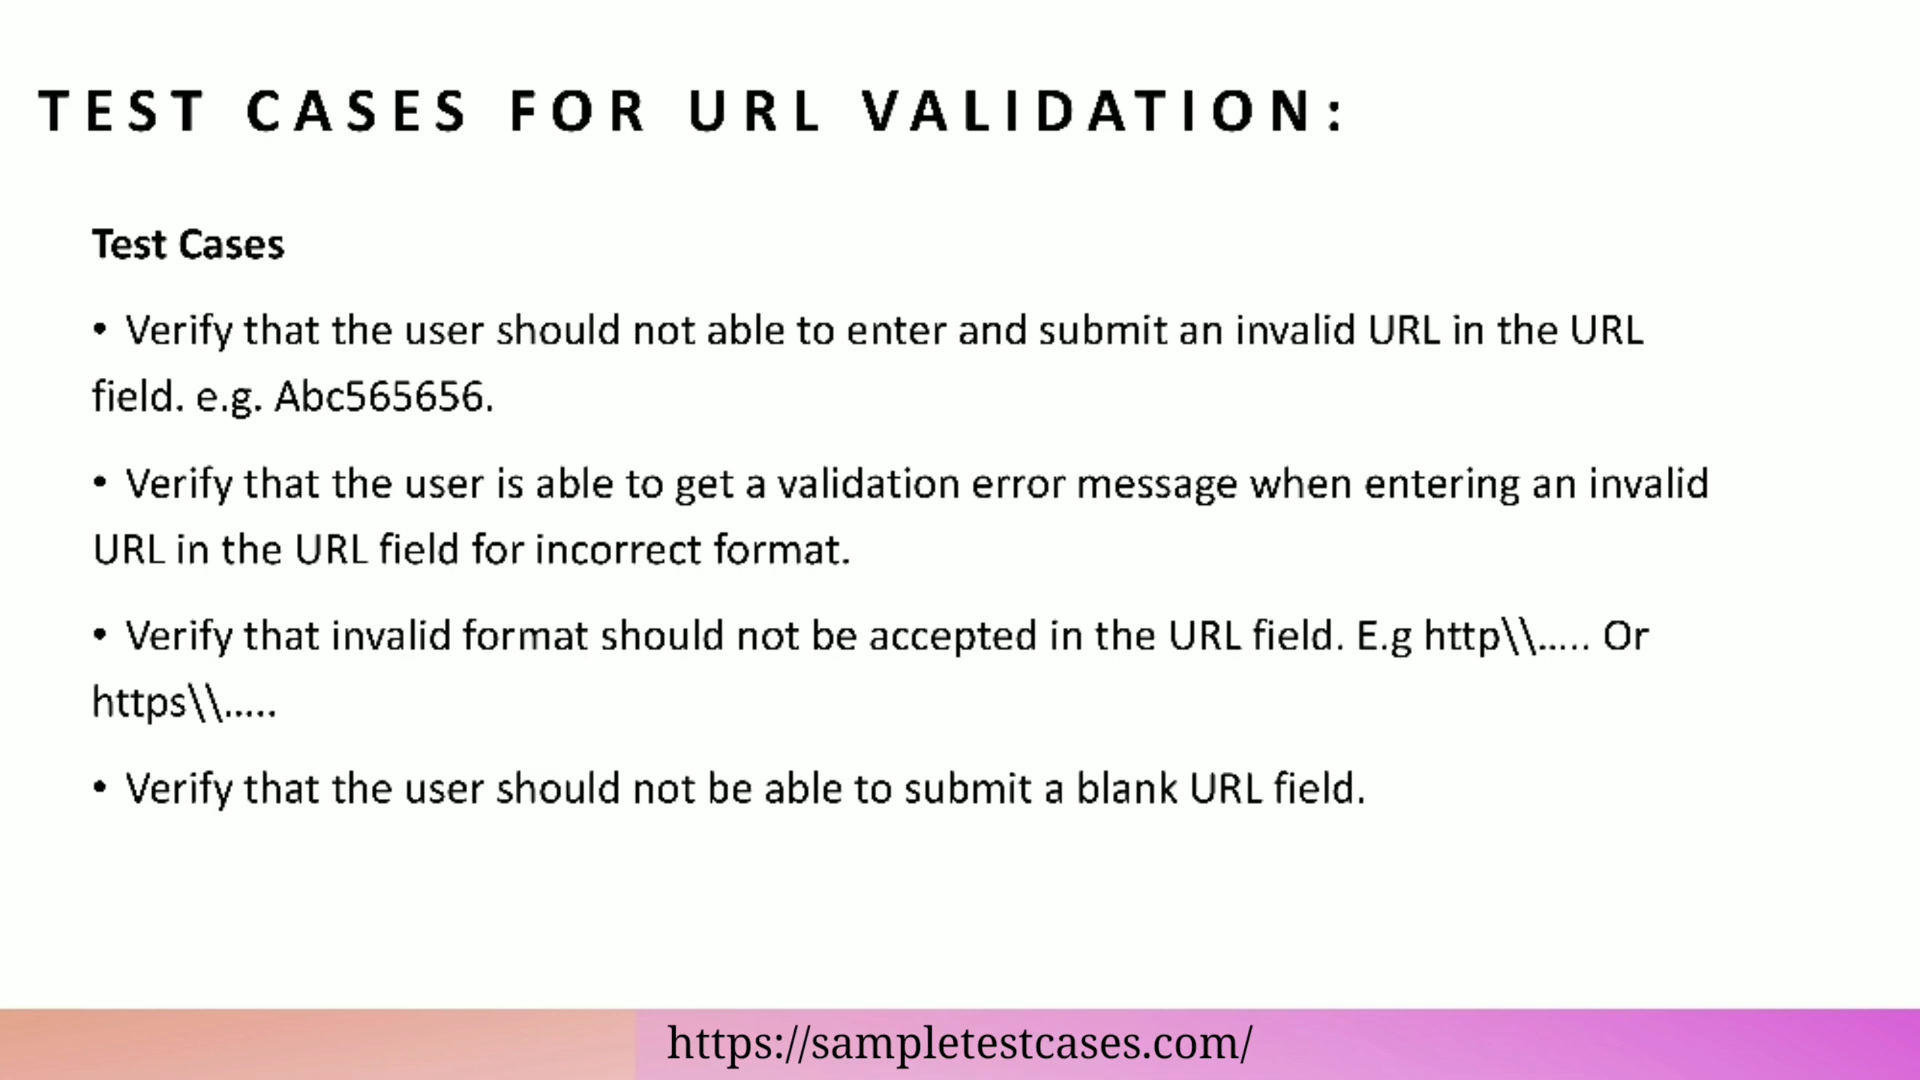 TEST CASES FOR URL VALIDATION:
Test Cases
• Verify that the user should not able to enter and submit an invalid URL in the URL
field. e.g. Abc565656.
• Verify that the user is able to get a validation error message when entering an invalid
URL in the URL field for incorrect format.
• Verify that invalid format should not be accepted in the URL field. E.g http\\..... Or
https\\.....
• Verify that the user should not be able to submit a blank URL field.
https://sampletestcases.com/